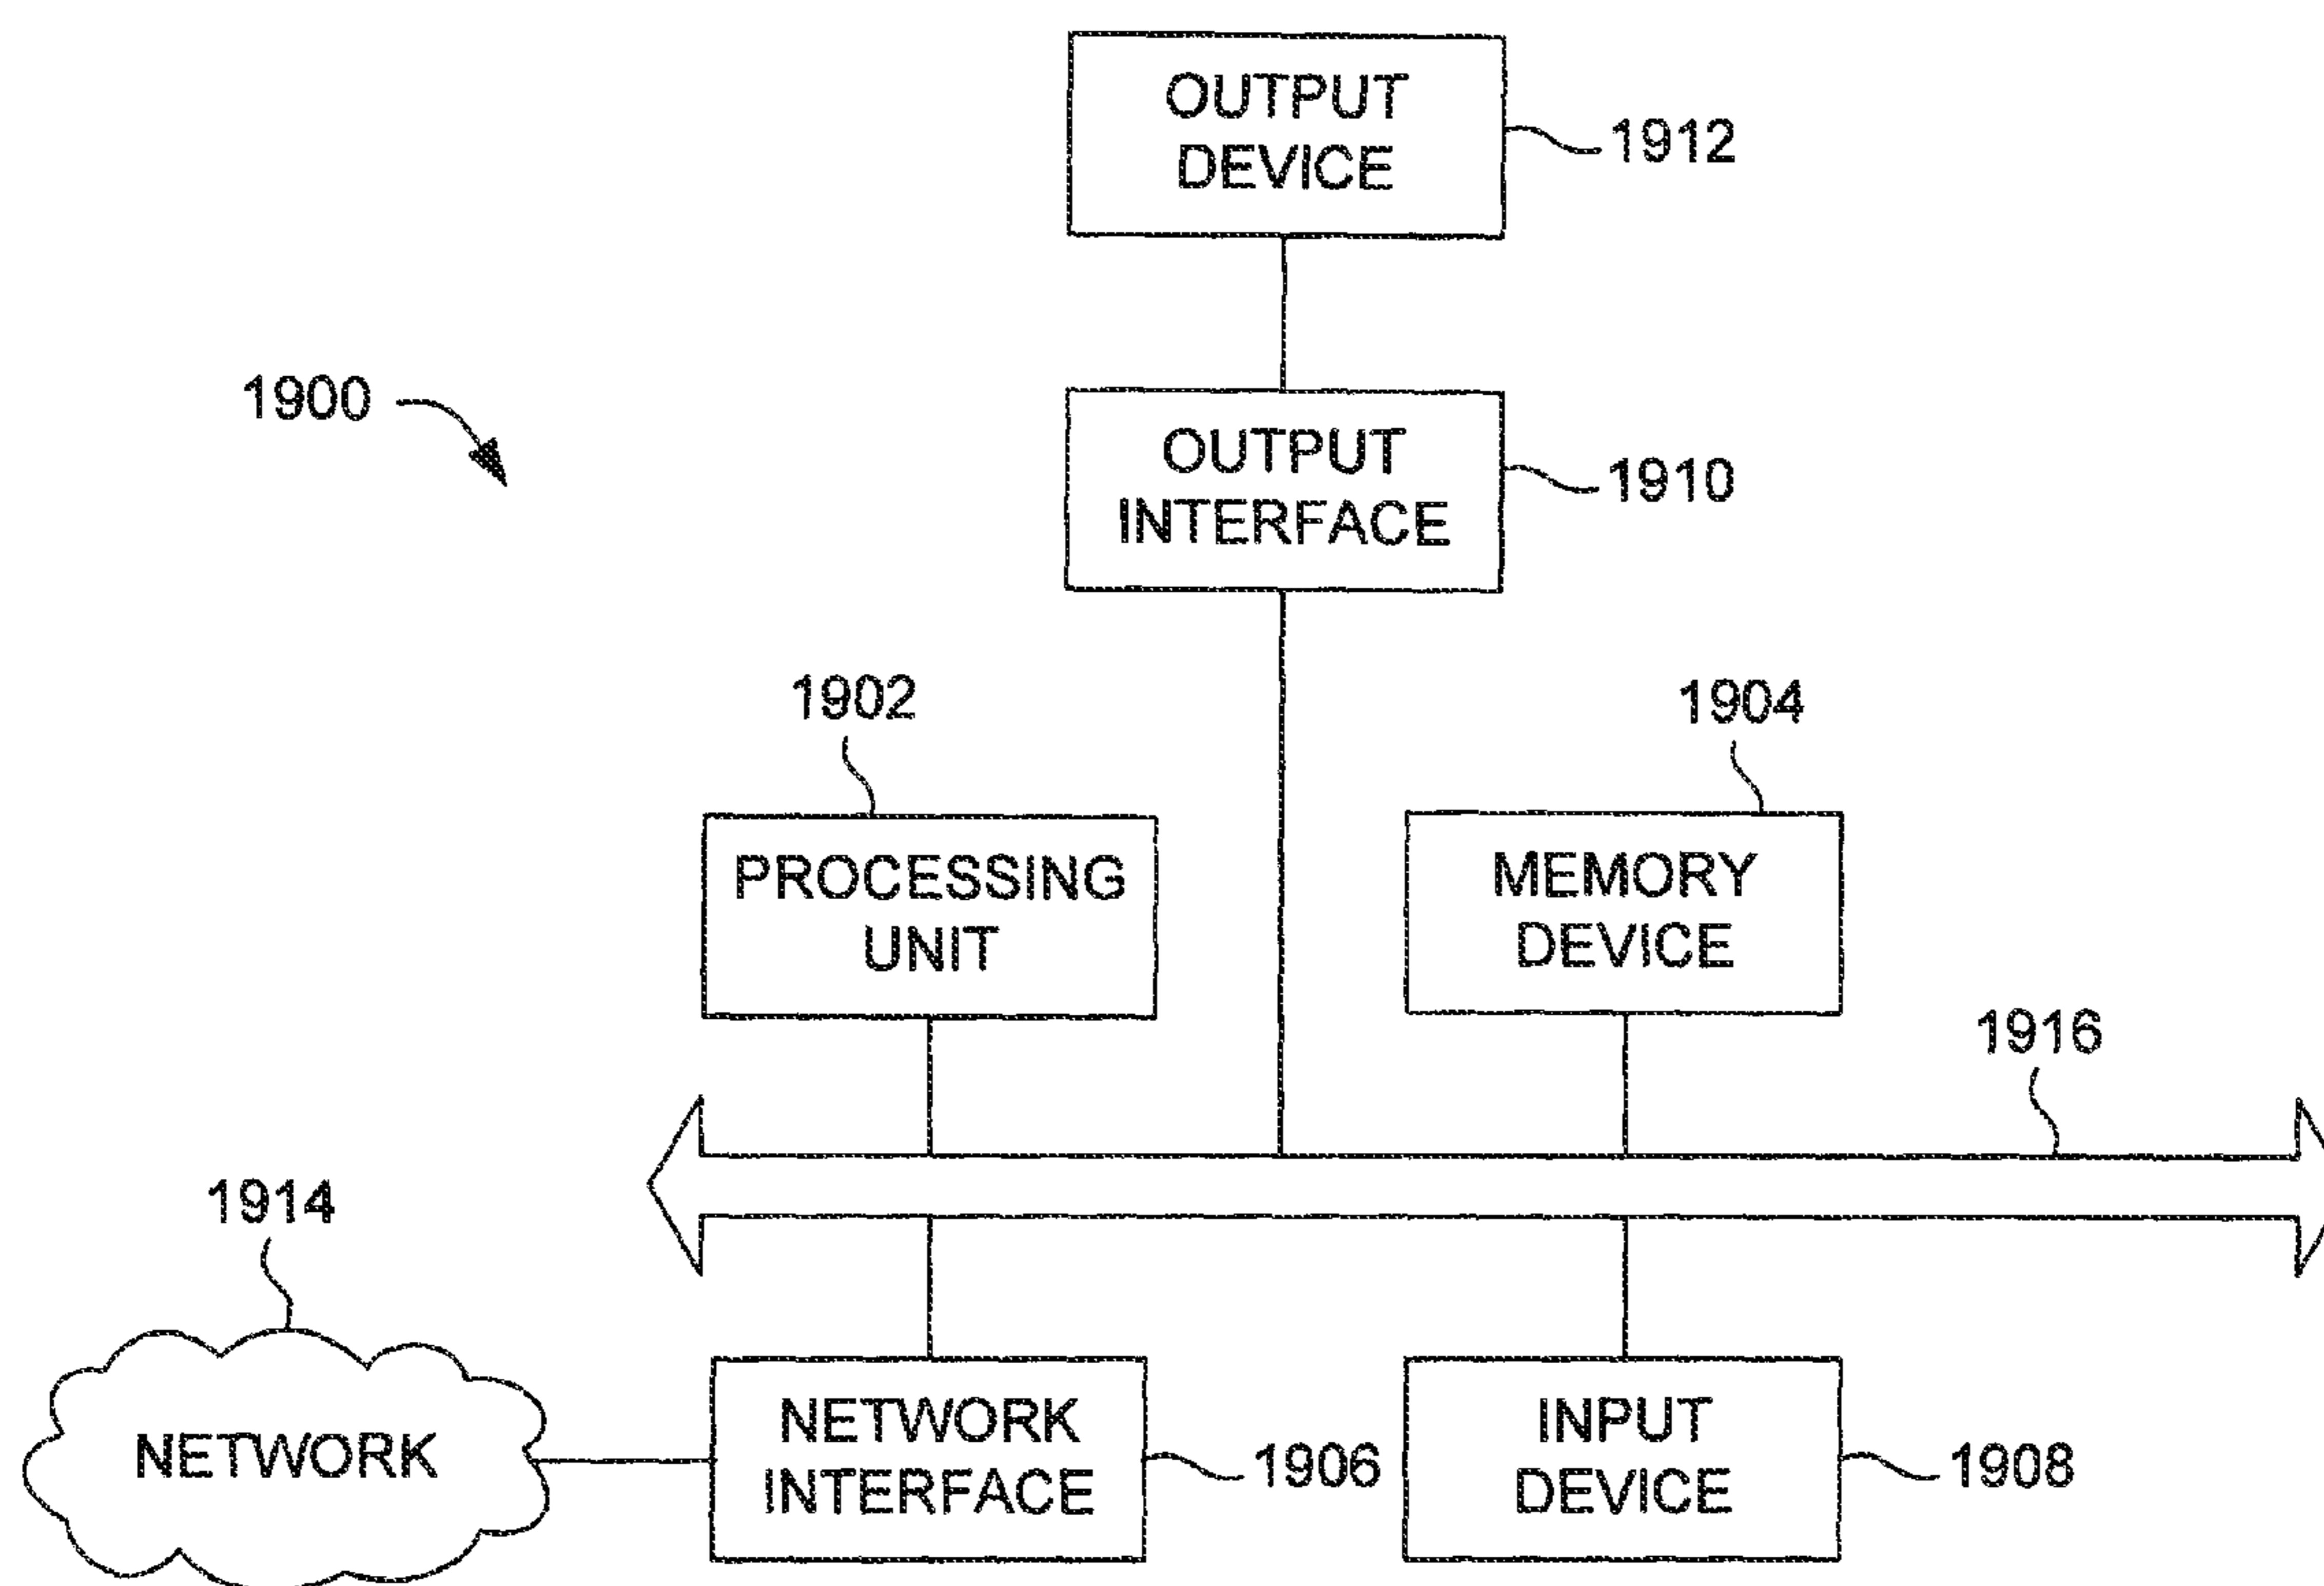 OUTPUT
DEVICE
1912
1900
OUTPUT
INTERFACE
1910
1902
1904
PROCESSING
UNIT
MEMORY
DEVICE
1916
1914
NETWORK
NETWORK
INTERFACE
1906
INPUT
DEVICE
1908